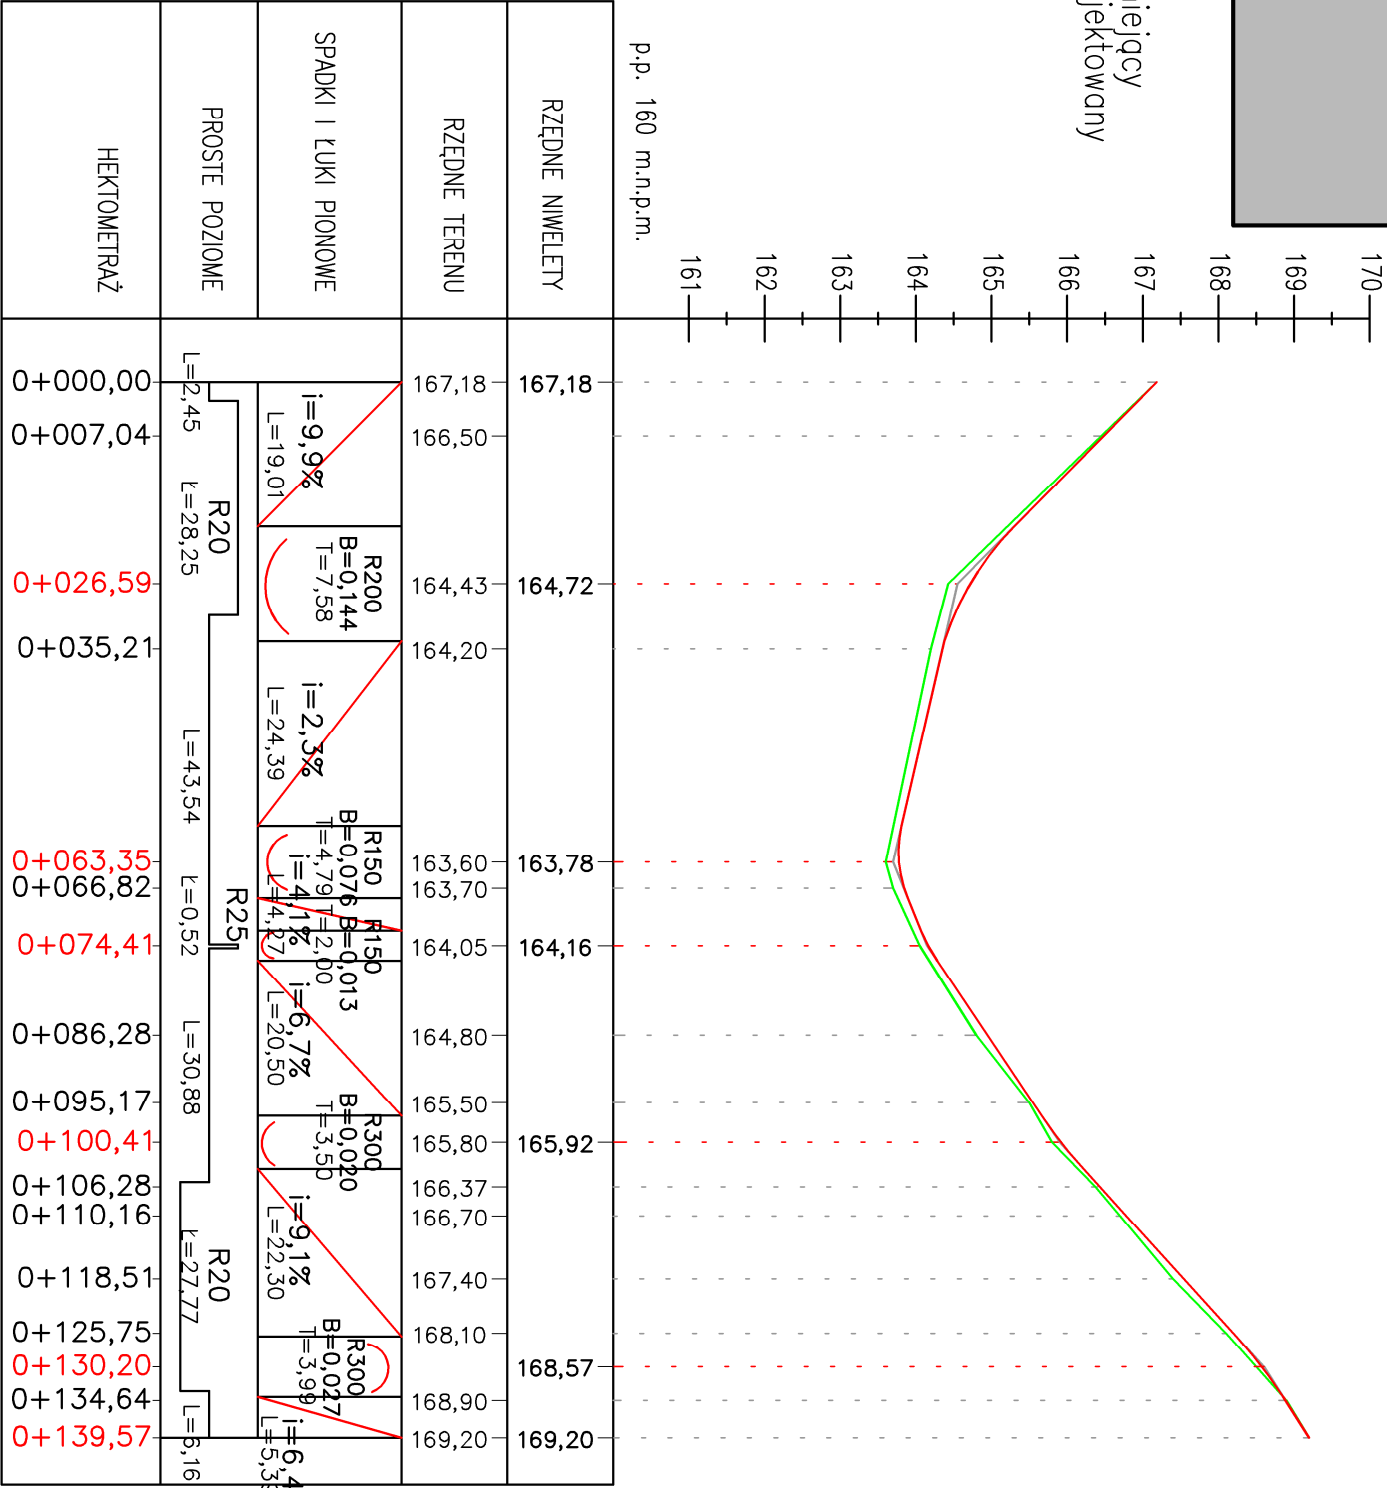 iejący
jektowany
170
169
168
167
166
165
164
163
162
161
p.p. 160 m.n.p.m.
RZĘDNE NIWELETY
167,18
164,72
163,78
164,16
165,92
168,57
169,20
RZĘDNE TERENU
167,18
166,50
164,43
164,20
163,60
163,70
164,05
164,80
165,50
165,80
166,37
166,70
167,40
168,10
168,90
169,20
SPADKI I ŁUKI PIONOWE
i=9,9%
L=19,01
R200
B=0,144
T=7,58
i=2,3%
L=24,39
R150
B=0,076
T=4,79
i=4,1%
L=4,27
R150
B=0,013
T=2,00
i=6,7%
L=20,50
R300
B=0,020
T=3,50
i=9,1%
L=22,30
R300
B=0,027
T=3,99
i=6,4
L=5,3
PROSTE POZIOME
L=2,45
R20
Ł=28,25
L=43,54
R25
Ł=0,52
L=30,88
R20
Ł=27,77
L=6,16
HEKTOMETRAŻ
0+000,00
0+007,04
0+026,59
0+035,21
0+063,35
0+066,82
0+074,41
0+086,28
0+095,17
0+100,41
0+106,28
0+110,16
0+118,51
0+125,75
0+130,20
0+134,64
0+139,57